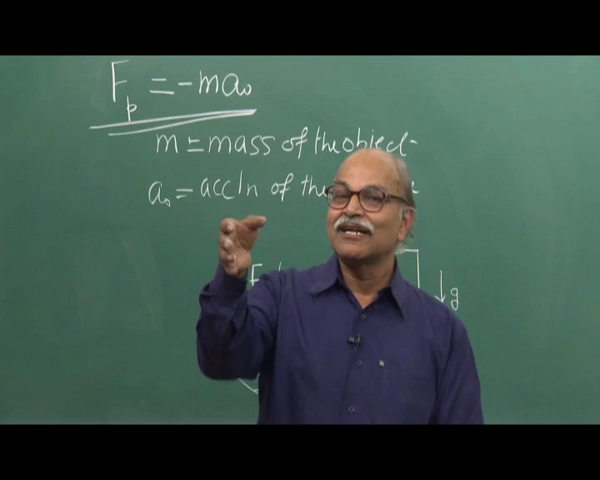 Fp = -ma₀
m = mass of the object
a₀ = accln of the
F
g